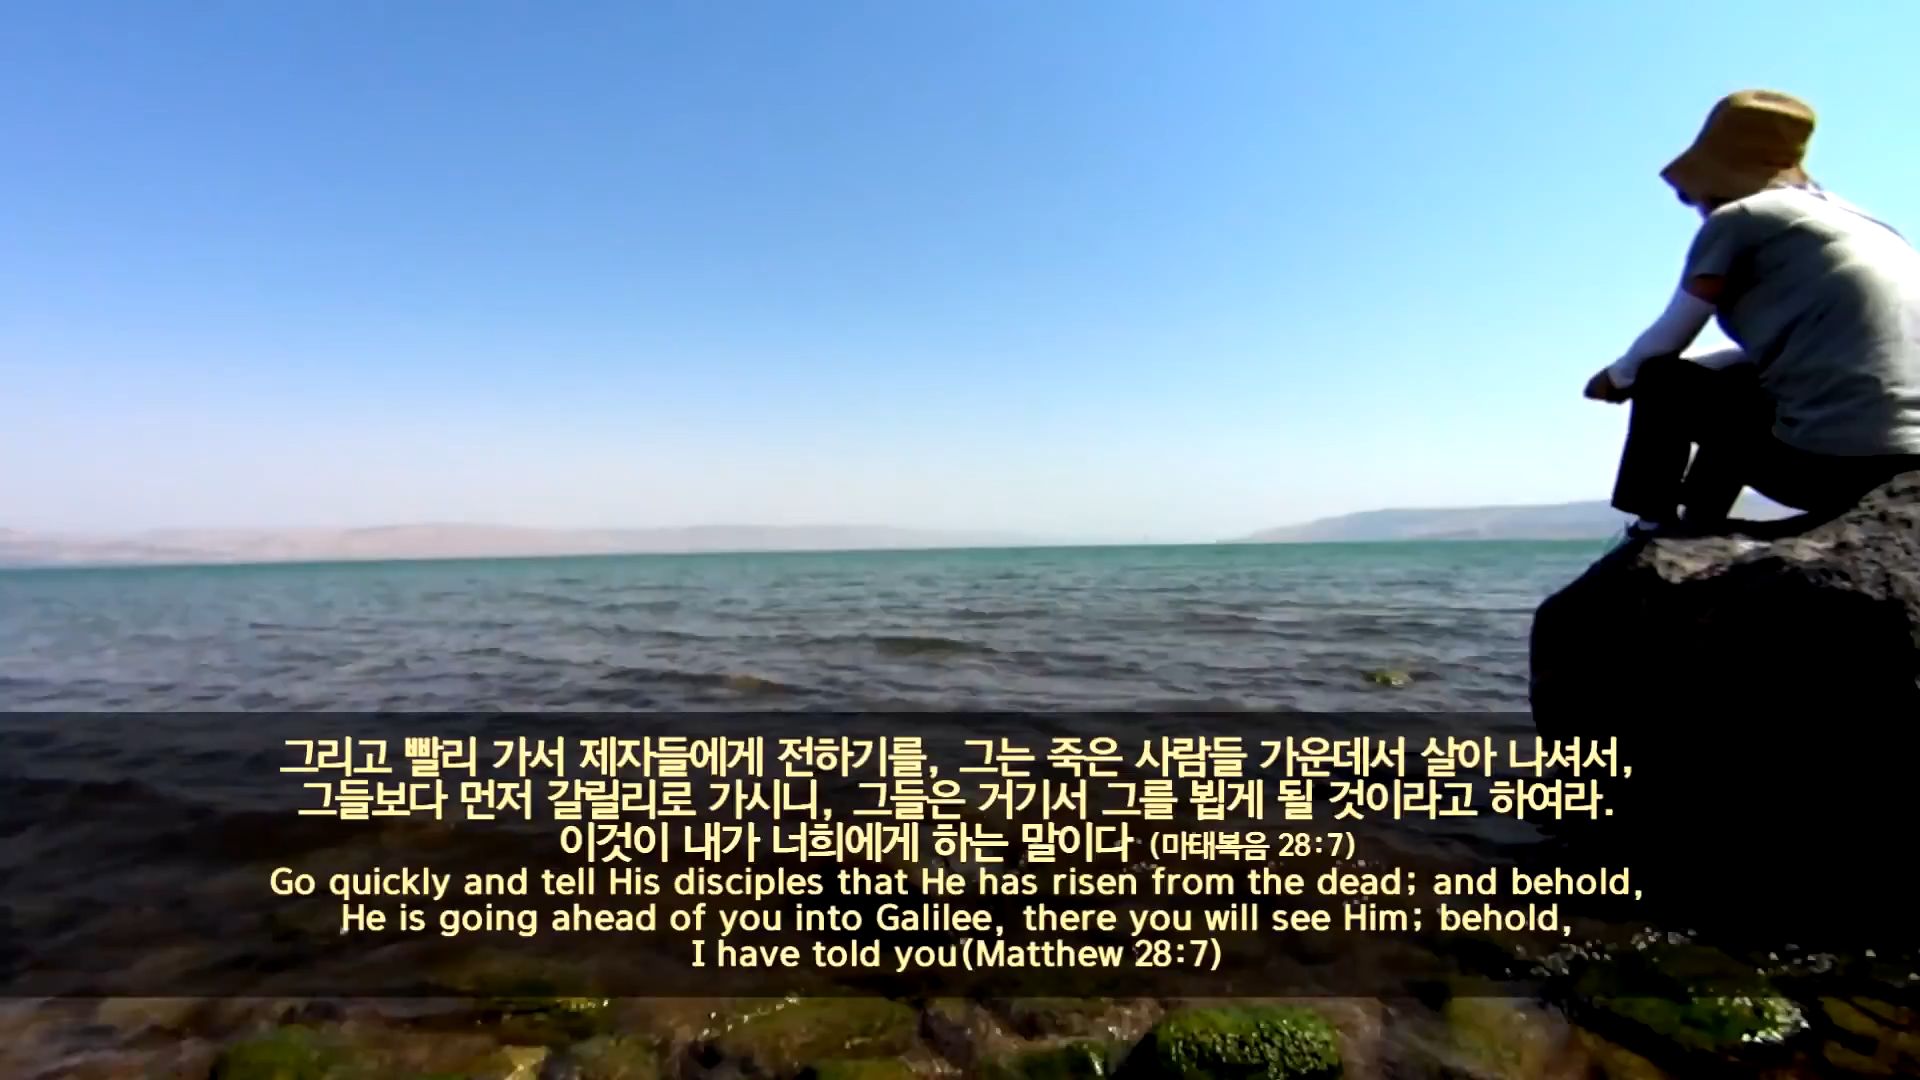 그리고 빨리 가서 제자들에게 전하기를, 그는 죽은 사람들 가운데서 살아 나셔서,
그들보다 먼저 갈릴리로 가시니, 그들은 거기서 그를 뵙게 될 것이라고 하여라.
이것이 내가 너희에게 하는 말이다 (마태복음 28:7)
Go quickly and tell His disciples that He has risen from the dead; and behold,
He is going ahead of you into Galilee, there you will see Him; behold,
I have told you(Matthew 28:7)